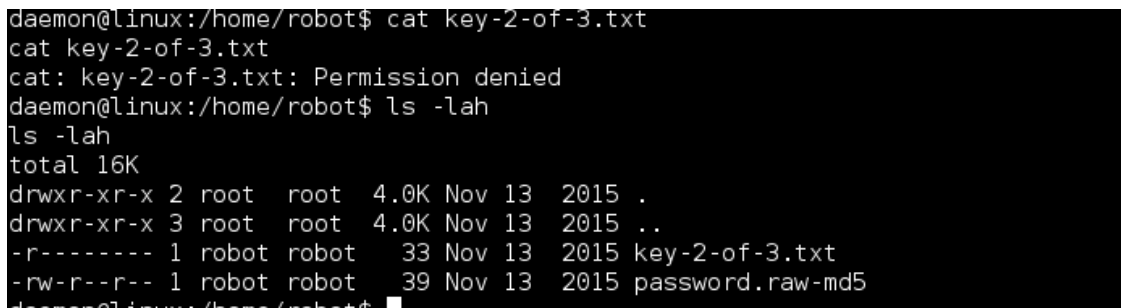 daemon@linux:/home/robot$ cat key-2-of-3.txt
cat key-2-of-3.txt
cat: key-2-of-3.txt: Permission denied
daemon@linux:/home/robot$ ls -lah
ls -lah
total 16K
drwxr-xr-x 2 root  root  4.0K Nov 13  2015 .
drwxr-xr-x 3 root  root  4.0K Nov 13  2015 ..
-r-------- 1 robot robot   33 Nov 13  2015 key-2-of-3.txt
-rw-r--r-- 1 robot robot   39 Nov 13  2015 password.raw-md5
daemon@linux:/home/robot$